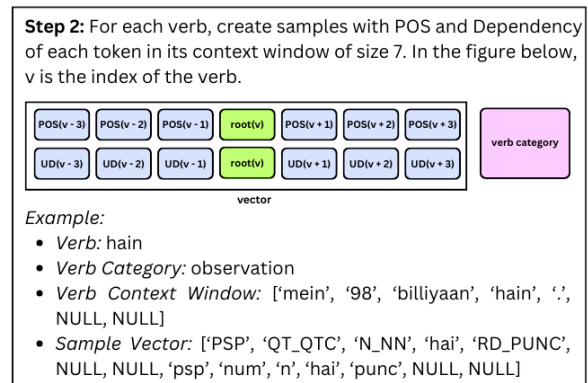 Step 2: For each verb, create samples with POS and Dependency
of each token in its context window of size 7. In the figure below,
v is the index of the verb.
POS(v - 3) POS(v - 2) POS(v - 1) root(v) POS(v + 1) POS(v + 2) POS(v + 3)
verb category
UD(v - 3) UD(v - 2) UD(v - 1) root(v) UD(v + 1) UD(v + 2) UD(v + 3)
vector
Example:
• Verb: hain
• Verb Category: observation
• Verb Context Window: [‘mein’, ‘98’, ‘billiyaan’, ‘hain’, ‘.’,
NULL, NULL]
• Sample Vector: [‘PSP’, ‘QT_QTC’, ‘N_NN’, ‘hai’, ‘RD_PUNC’,
NULL, NULL, ‘psp’, ‘num’, ‘n’, ‘hai’, ‘punc’, NULL, NULL]